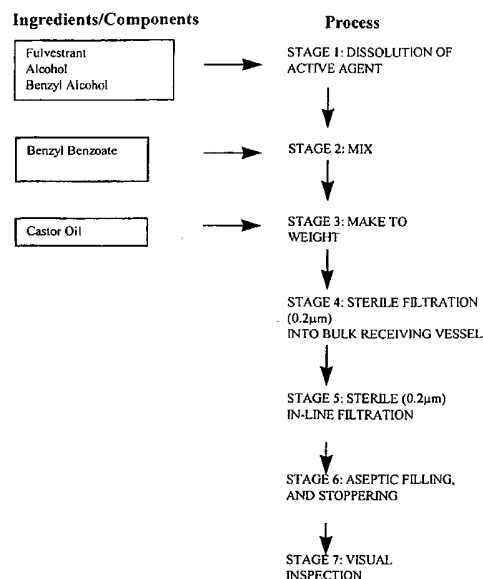 Ingredients/Components
Process
Fulvestrant
Alcohol
Benzyl Alcohol
STAGE 1: DISSOLUTION OF
ACTIVE AGENT
Benzyl Benzoate
STAGE 2: MIX
Castor Oil
STAGE 3: MAKE TO
WEIGHT
STAGE 4: STERILE FILTRATION
(0.2µm)
INTO BULK RECEIVING VESSEL
STAGE 5: STERILE (0.2µm)
IN-LINE FILTRATION
STAGE 6: ASEPTIC FILLING,
AND STOPPERING
STAGE 7: VISUAL
INSPECTION